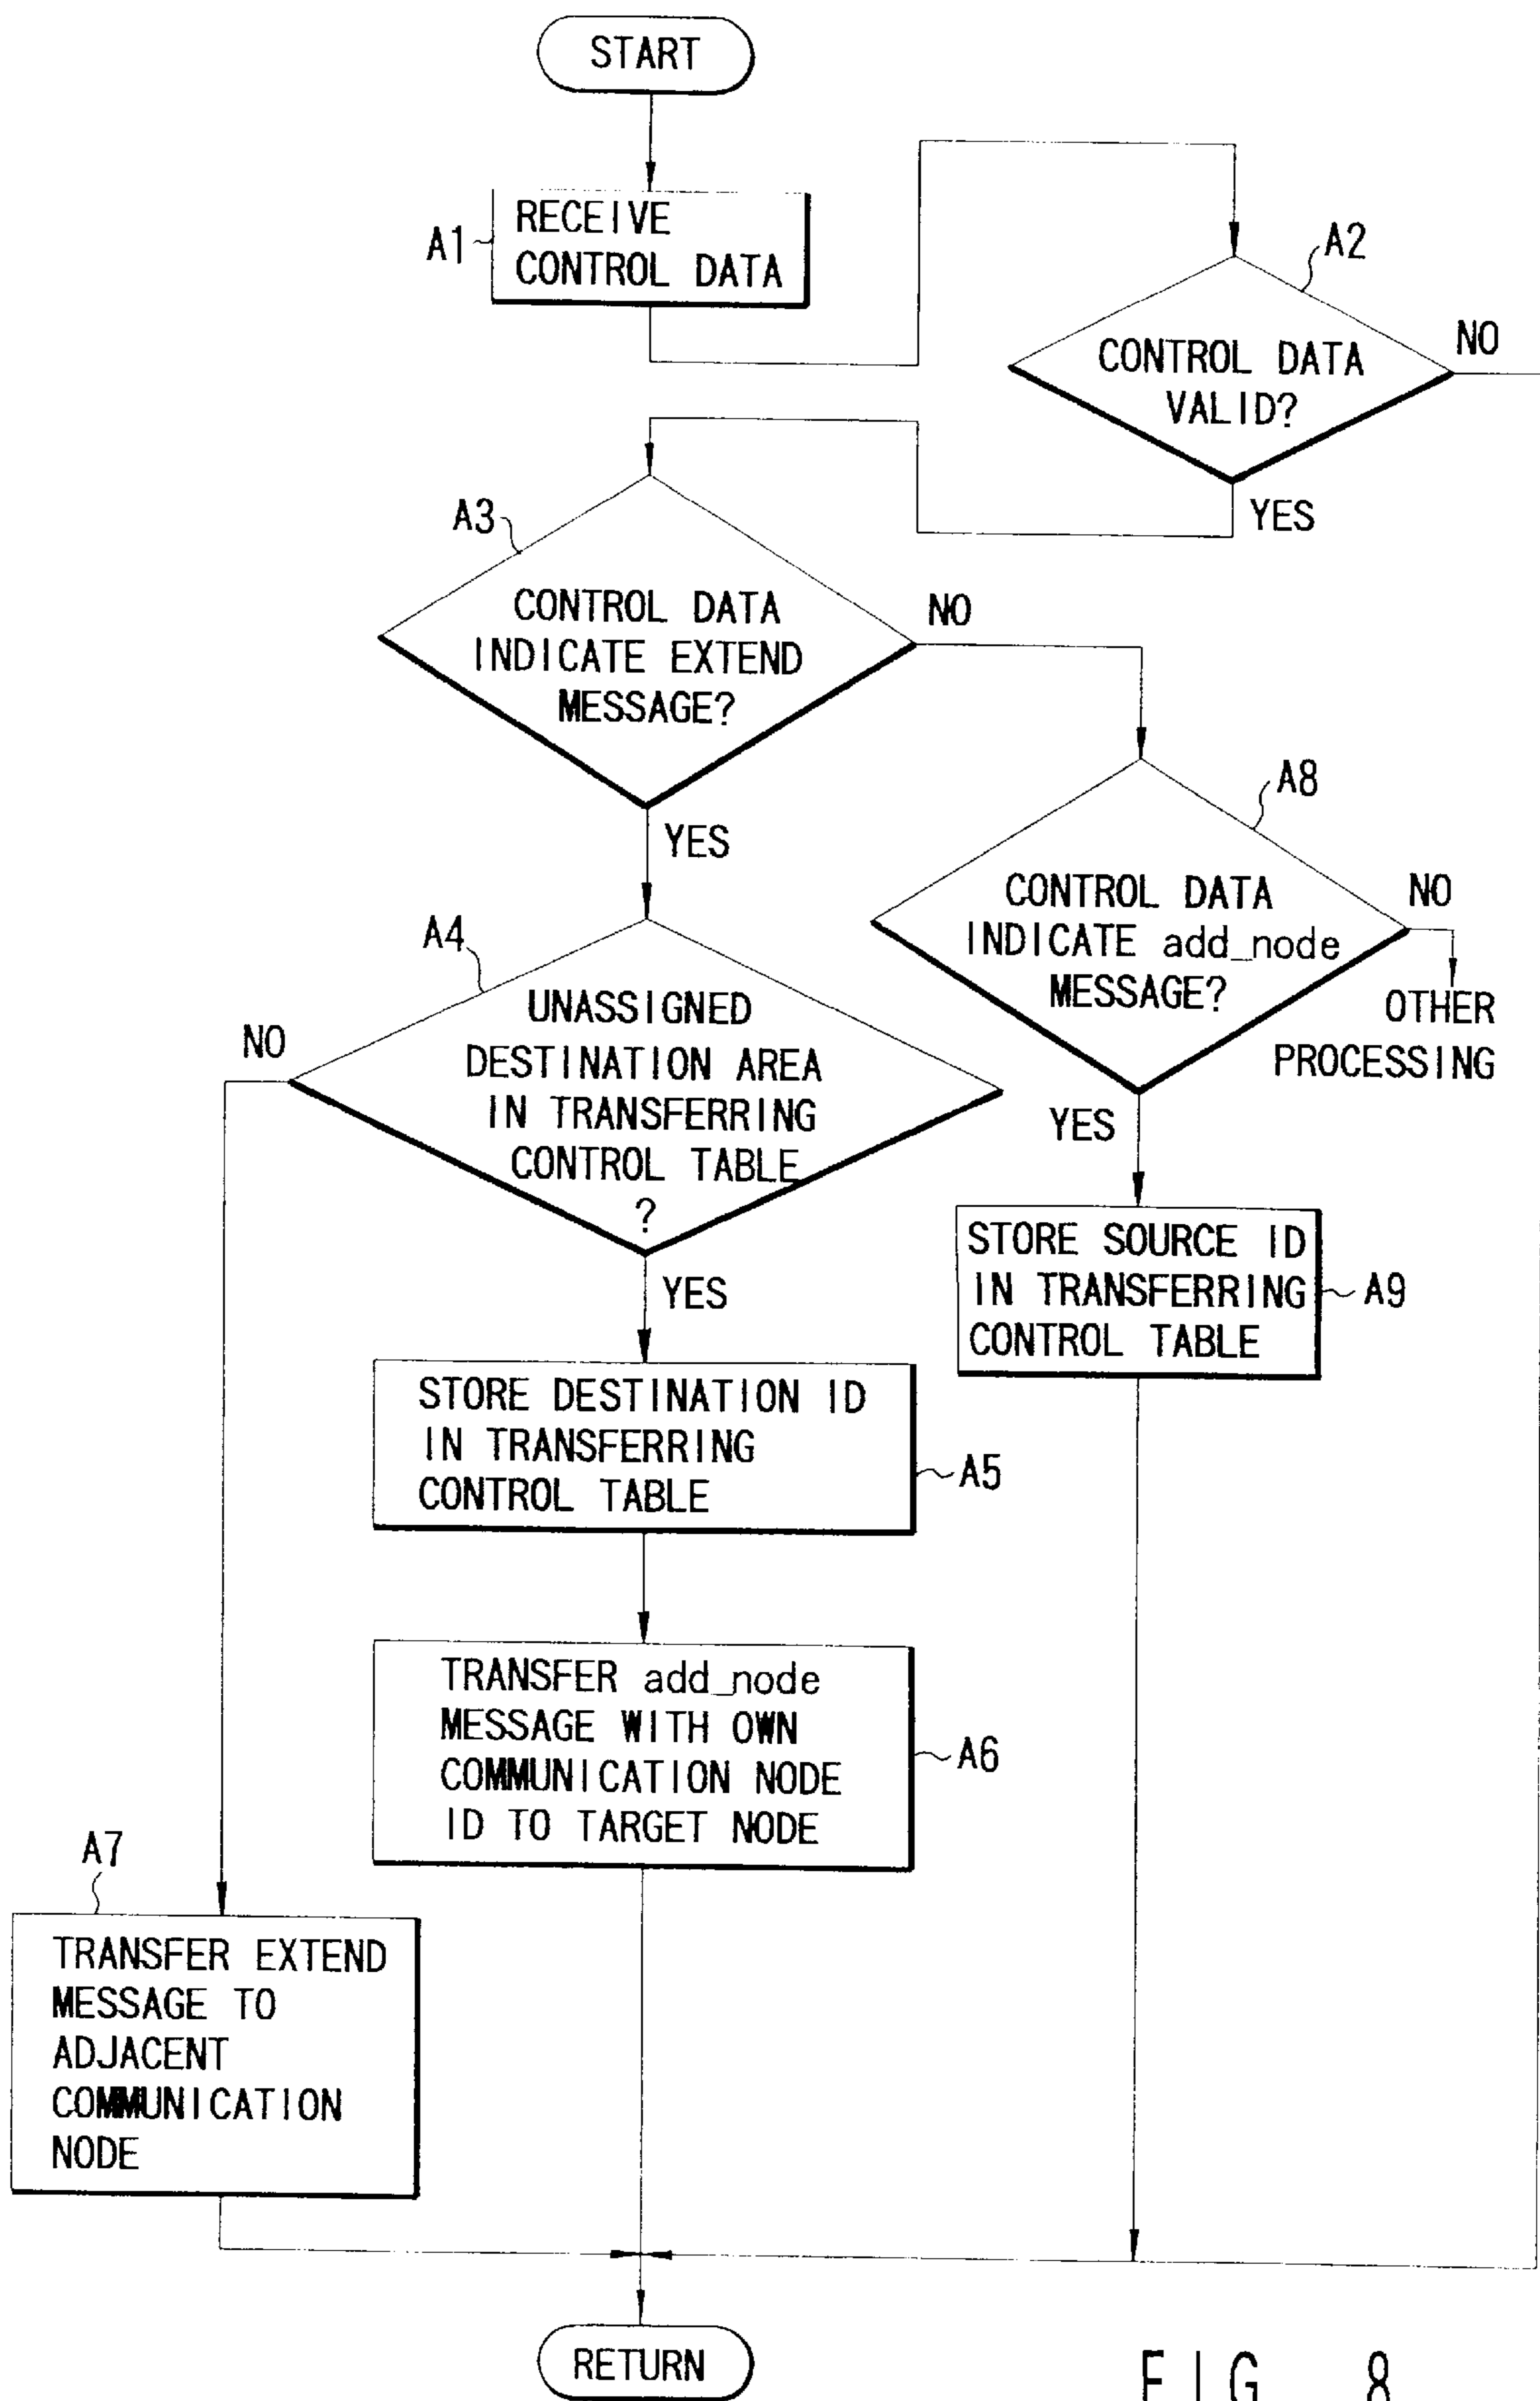 START
A1
RECEIVE
CONTROL DATA
A2
CONTROL DATA
VALID?
NO
YES
A3
CONTROL DATA
INDICATE EXTEND
MESSAGE?
NO
YES
A8
CONTROL DATA
INDICATE add_node
MESSAGE?
NO
OTHER
PROCESSING
YES
A4
UNASSIGNED
DESTINATION AREA
IN TRANSFERRING
CONTROL TABLE
?
NO
YES
STORE SOURCE ID
IN TRANSFERRING
CONTROL TABLE
A9
STORE DESTINATION ID
IN TRANSFERRING
CONTROL TABLE
A5
TRANSFER add_node
MESSAGE WITH OWN
COMMUNICATION NODE
ID TO TARGET NODE
A6
A7
TRANSFER EXTEND
MESSAGE TO
ADJACENT
COMMUNICATION
NODE
RETURN
FIG. 8